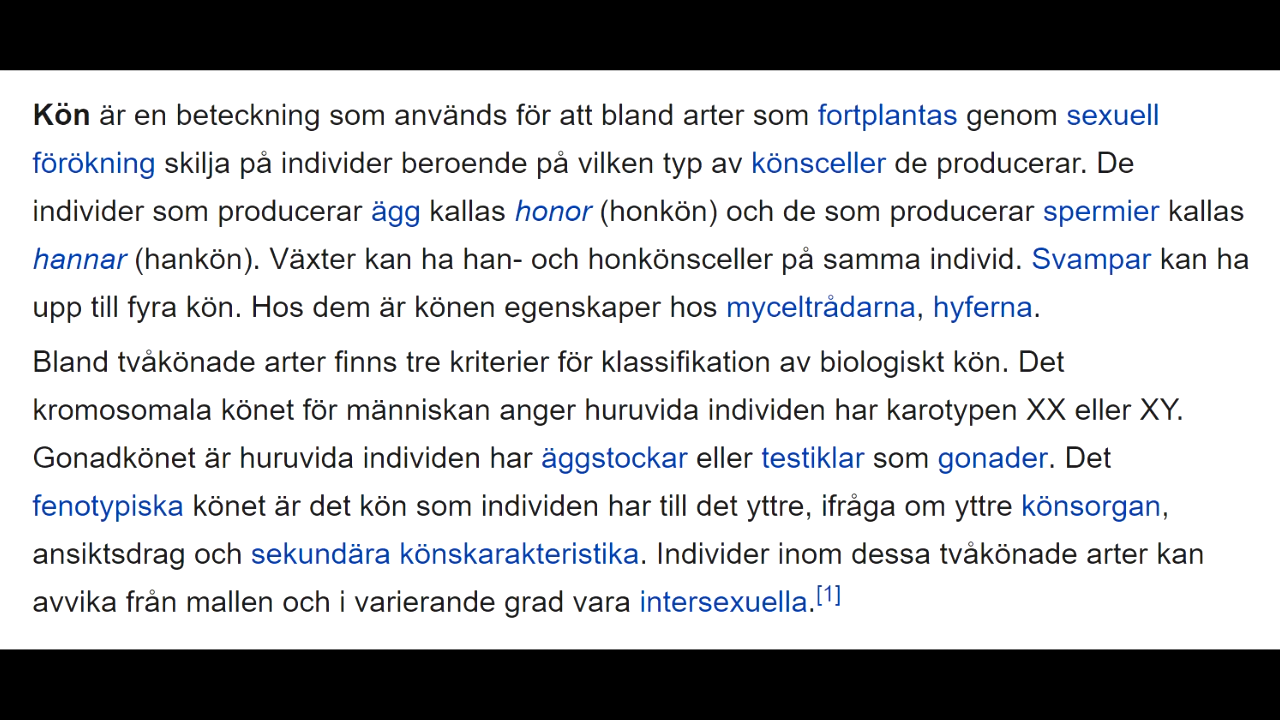 Kön är en beteckning som används för att bland arter som fortplantas genom sexuell
förökning skilja på individer beroende på vilken typ av könsceller de producerar. De
individer som producerar ägg kallas honor (honkön) och de som producerar spermier kallas
hannar (hankön). Växter kan ha han- och honkönsceller på samma individ. Svampar kan ha
upp till fyra kön. Hos dem är könen egenskaper hos myceltrådarna, hyferna.
Bland tvåkönade arter finns tre kriterier för klassifikation av biologiskt kön. Det
kromosomala könet för människan anger huruvida individen har karotypen XX eller XY.
Gonadkönet är huruvida individen har äggstockar eller testiklar som gonader. Det
fenotypiska könet är det kön som individen har till det yttre, ifråga om yttre könsorgan,
ansiktsdrag och sekundära könskarakteristika. Individer inom dessa tvåkönade arter kan
avvika från mallen och i varierande grad vara intersexuella.[1]